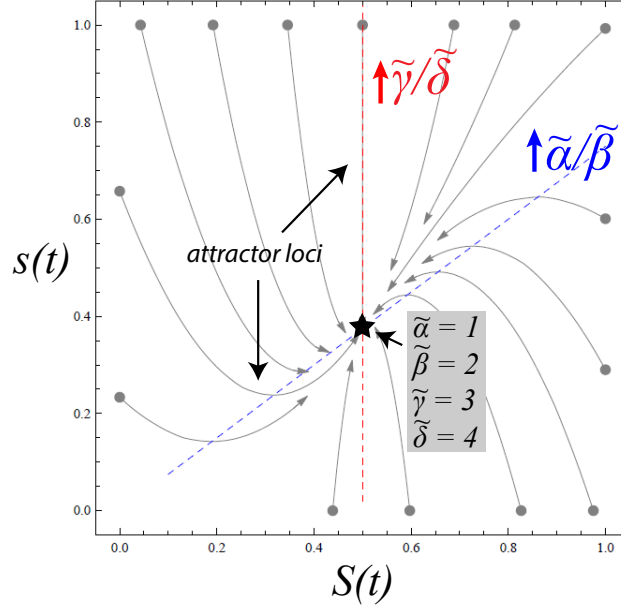 1.0
0.8
0.6
0.4
0.2
0.0
s(t)
γ̃/δ̃
α̃/β̃
attractor loci
α̃ = 1
β̃ = 2
γ̃ = 3
δ̃ = 4
0.0 0.2 0.4 0.6 0.8 1.0
S(t)